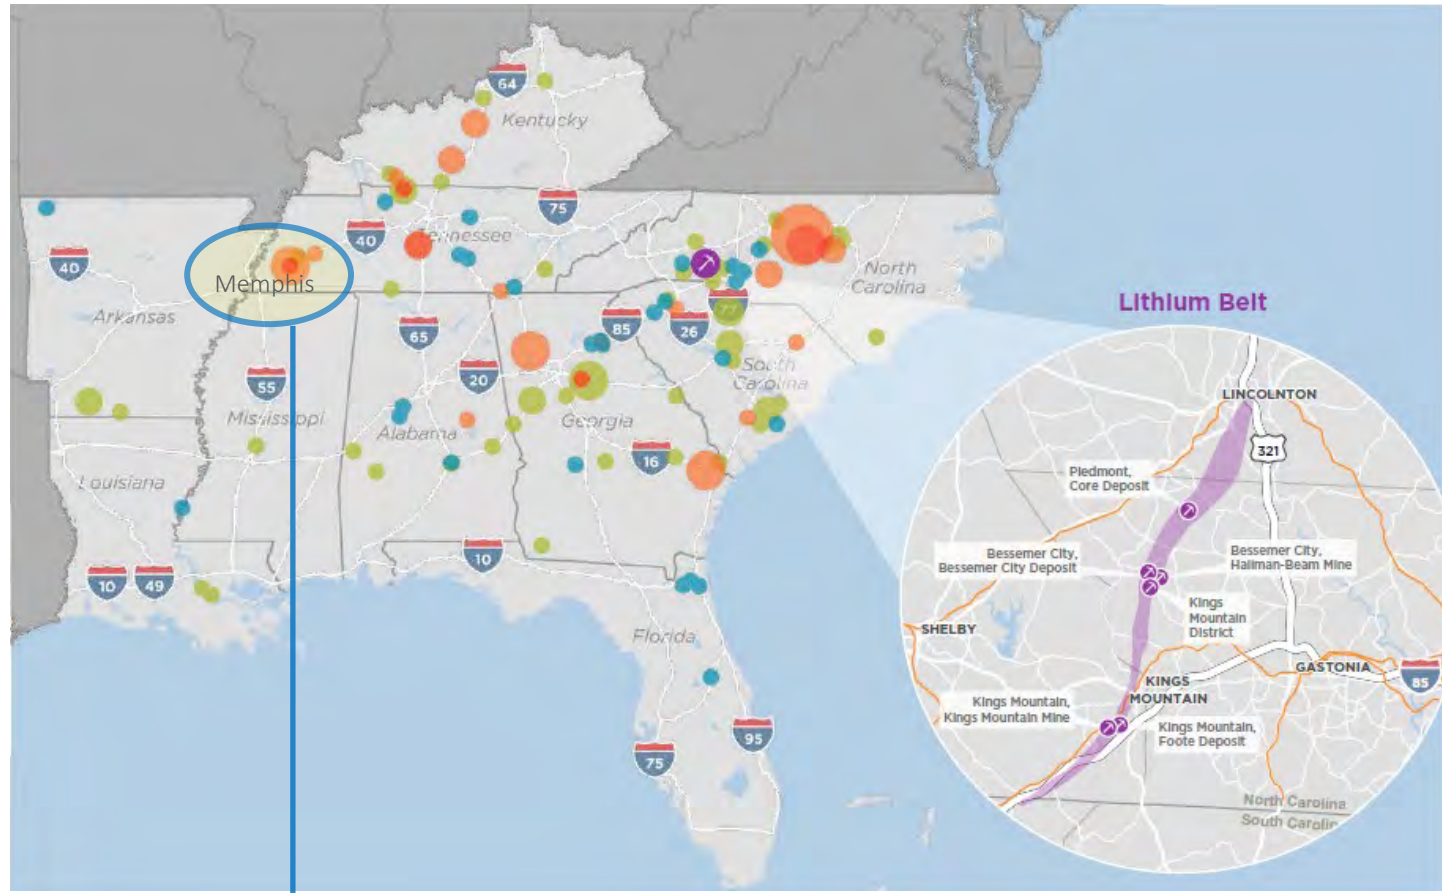 64
Kentucky
75
40
Tennessee
40
Memphis
North
Carolina
Arkansas
65
85
26
77
Lithium Belt
20
South
Carolina
55
Mississippi
Alabama
Georgia
LINCOLNTON
321
16
Piedmont,
Core Deposit
Louisiana
10
49
10
Bessemer City,
Bessemer City Deposit
Bessemer City,
Hallman-Beam Mine
Kings
Mountain
District
SHELBY
Florida
GASTONIA
85
KINGS
MOUNTAIN
Kings Mountain,
Kings Mountain Mine
Kings Mountain,
Foote Deposit
95
75
North Carolina
South Carolin